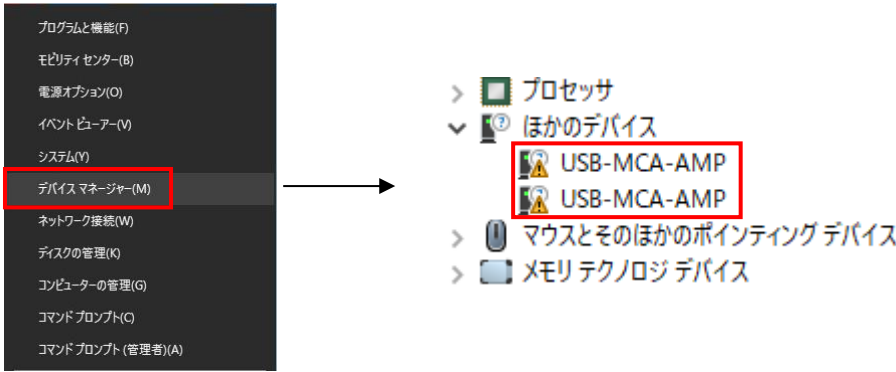 プログラムと機能(F)
モビリティ センター(B)
電源オプション(O)
イベント ビューアー(V)
システム(Y)
デバイス マネージャー(M)
ネットワーク接続(W)
ディスクの管理(K)
コンピューターの管理(G)
コマンド プロンプト(C)
コマンド プロンプト (管理者)(A)
プロセッサ
ほかのデバイス
USB-MCA-AMP
USB-MCA-AMP
マウスとそのほかのポインティング デバイス
メモリ テクノロジ デバイス